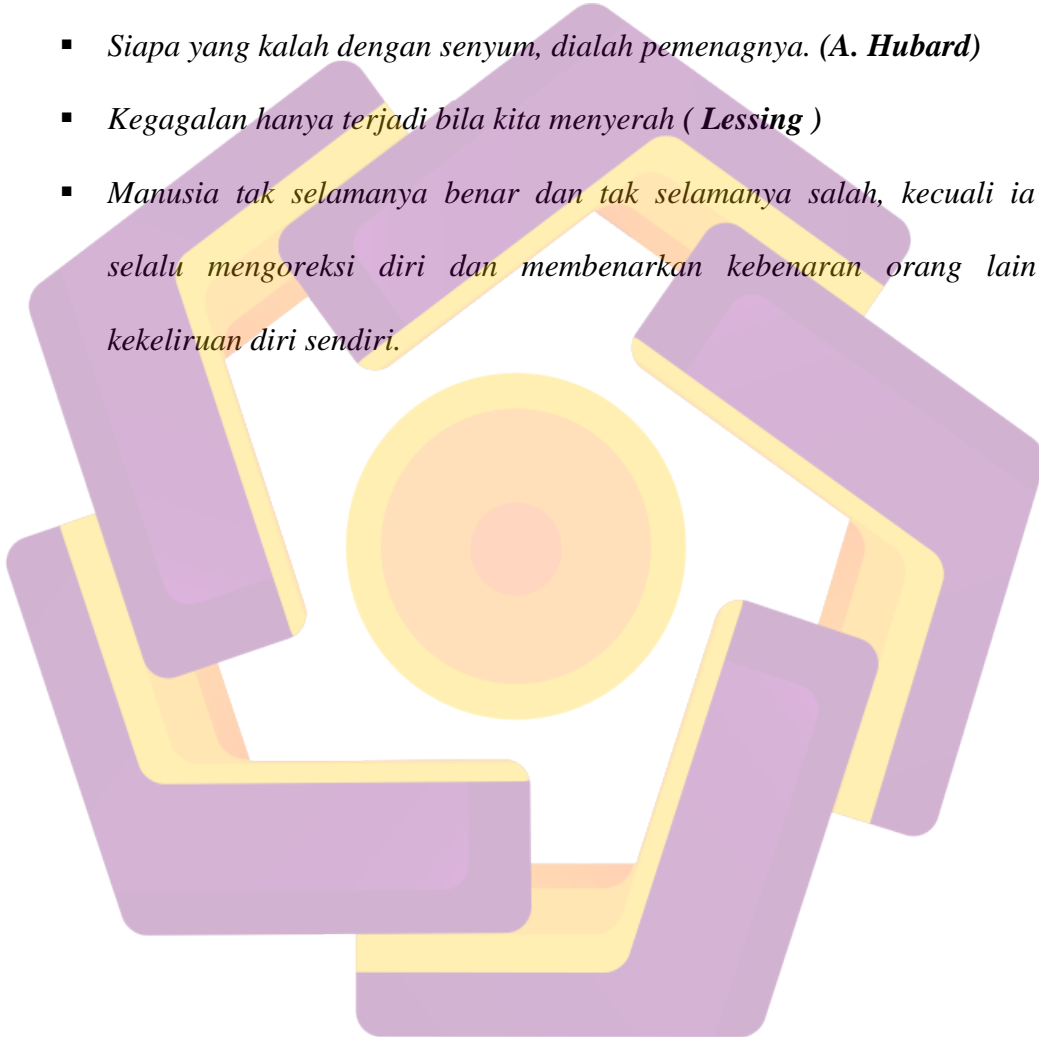 ▪ Siapa yang kalah dengan senyum, dialah pemenagnya. (A. Hubard)
▪ Kegagalan hanya terjadi bila kita menyerah ( Lessing )
▪ Manusia tak selamanya benar dan tak selamanya salah, kecuali ia
selalu mengoreksi diri dan membenarkan kebenaran orang lain
kekeliruan diri sendiri.